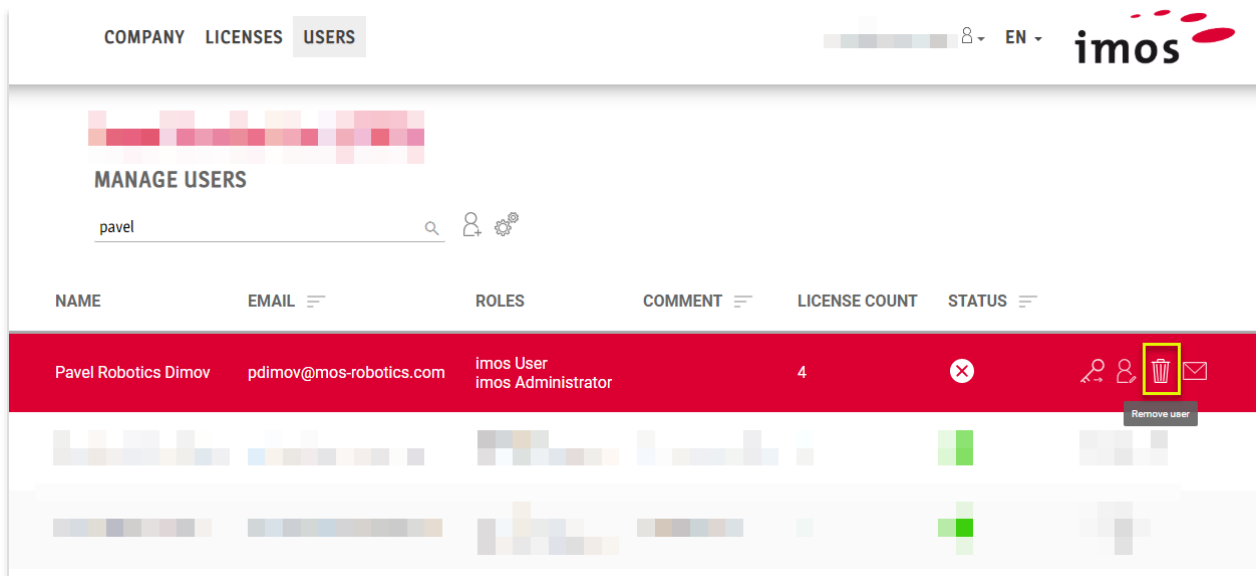 COMPANY LICENSES USERS EN imos
MANAGE USERS
pavel
NAME EMAIL ROLES COMMENT LICENSE COUNT STATUS
Pavel Robotics Dimov pdimov@mos-robotics.com imos User 4
imos Administrator
Remove user